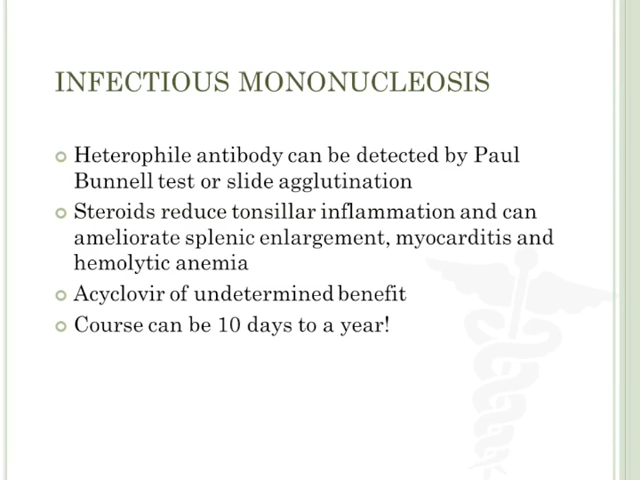 INFECTIOUS MONONUCLEOSIS
Heterophile antibody can be detected by Paul
Bunnell test or slide agglutination
Steroids reduce tonsillar inflammation and can
ameliorate splenic enlargement, myocarditis and
hemolytic anemia
Acyclovir of undetermined benefit
Course can be 10 days to a year!